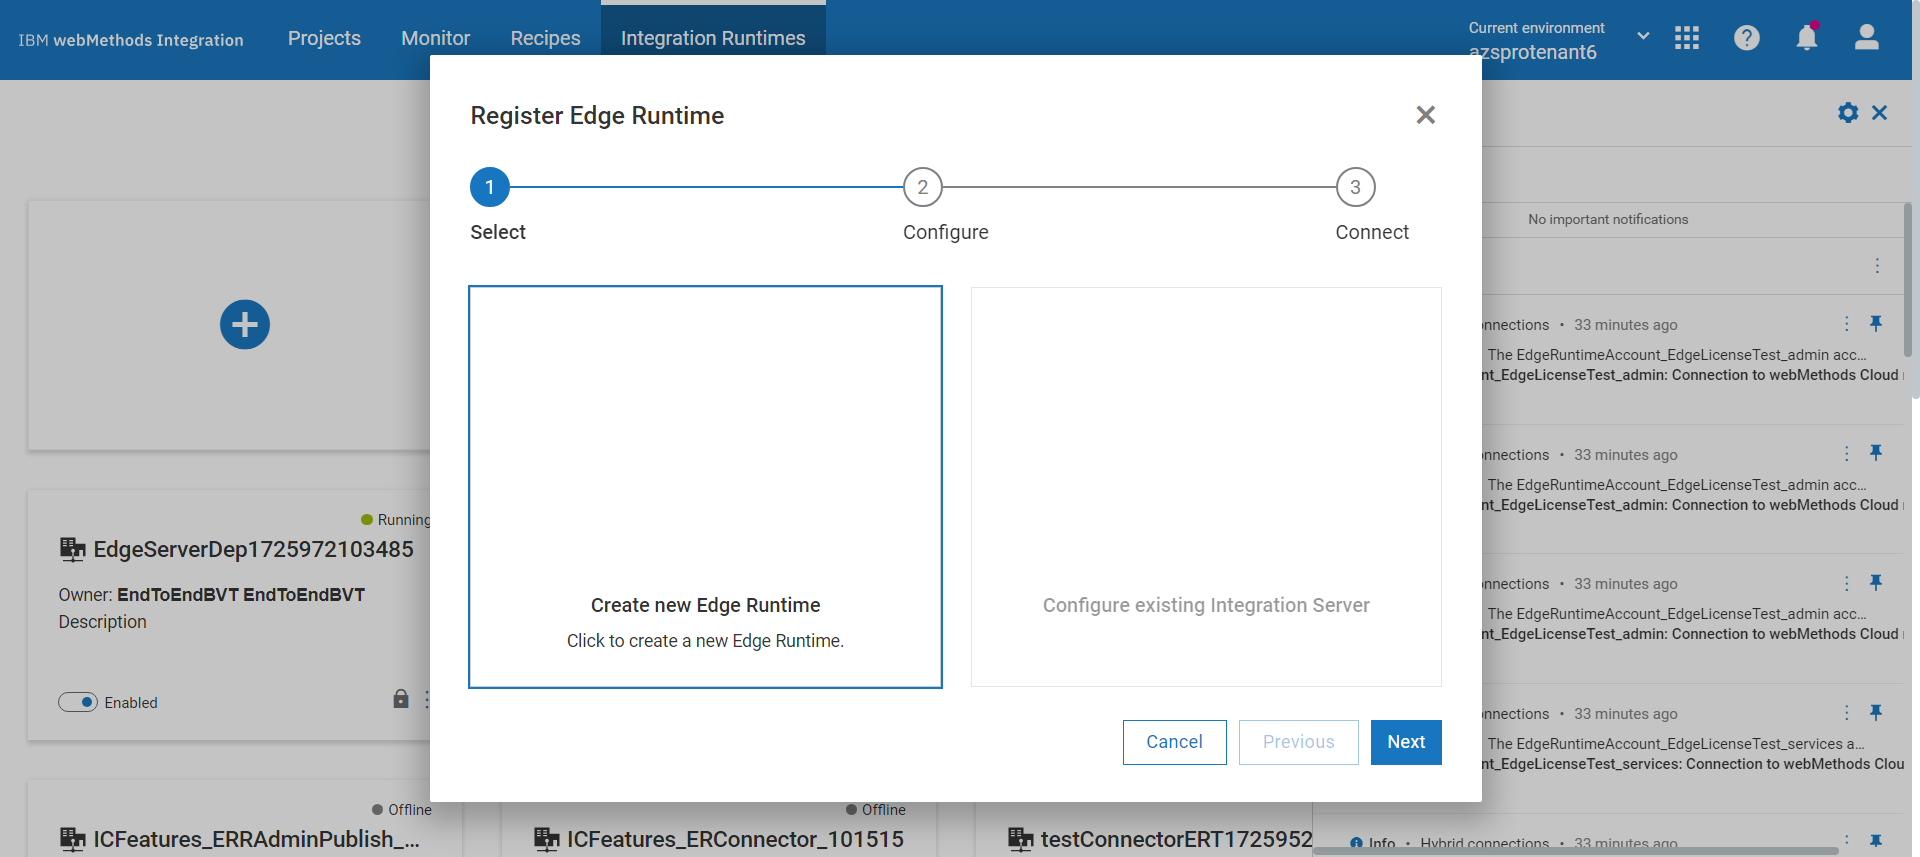 IBM webMethods Integration
Projects
Monitor
Recipes
Integration Runtimes
Current environment
azsprotenant6
Register Edge Runtime
1
2
3
Select
Configure
Connect
Create new Edge Runtime
Click to create a new Edge Runtime.
Configure existing Integration Server
Cancel
Previous
Next
Running
EdgeServerDep1725972103485
Owner: EndToEndBVT EndToEndBVT
Description
Enabled
Offline
ICFeatures_ERRAdminPublish_...
Offline
ICFeatures_ERConnector_101515
testConnectorERT1725952
No important notifications
nnections • 33 minutes ago
The EdgeRuntimeAccount_EdgeLicenseTest_admin acc...
nt_EdgeLicenseTest_admin: Connection to webMethods Cloud
nnections • 33 minutes ago
The EdgeRuntimeAccount_EdgeLicenseTest_admin acc...
nt_EdgeLicenseTest_admin: Connection to webMethods Cloud
nnections • 33 minutes ago
The EdgeRuntimeAccount_EdgeLicenseTest_admin acc...
nt_EdgeLicenseTest_admin: Connection to webMethods Cloud
nnections • 33 minutes ago
The EdgeRuntimeAccount_EdgeLicenseTest_services a...
nt_EdgeLicenseTest_services: Connection to webMethods Clou
Info • Hybrid connections • 33 minutes ago